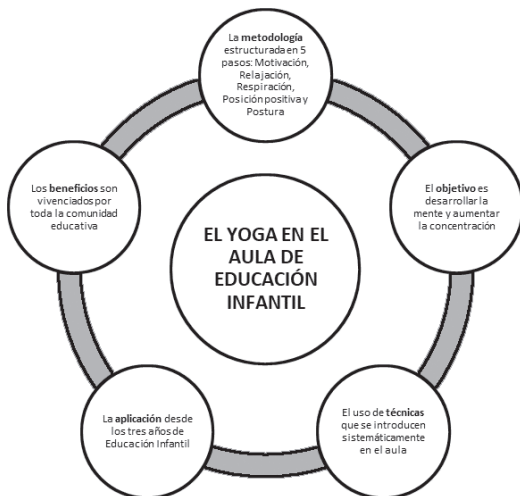 La metodología
estructurada en 5
pasos: Motivación,
Relajación,
Respiración,
Posición positiva y
Postura
El objetivo es
desarrollar la
mente y aumentar
la concentración
El uso de técnicas
que se introducen
sistemáticamente
en el aula
La aplicación desde
los tres años de
Educación Infantil
Los beneficios son
vivenciados por
toda la comunidad
educativa
EL YOGA EN EL
AULA DE
EDUCACIÓN
INFANTIL